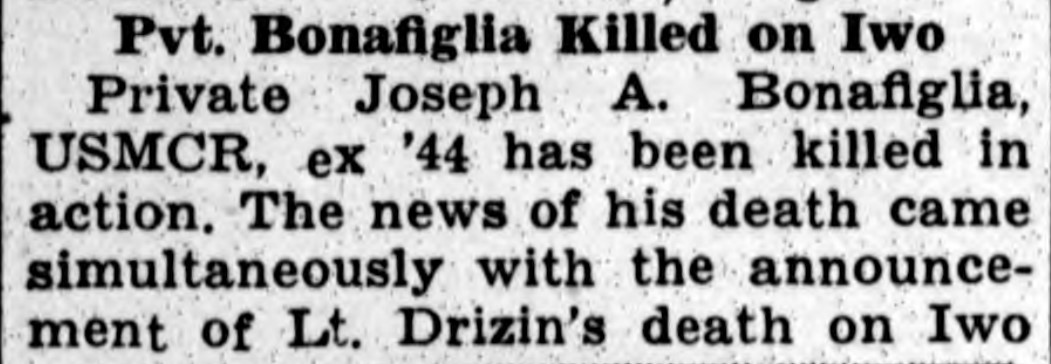 Pvt. Bonafiglia Killed on Iwo
Private Joseph A. Bonafiglia,
USMCR, ex '44 has been killed in
action. The news of his death came
simultaneously with the announce-
ment of Lt. Drizin's death on Iwo